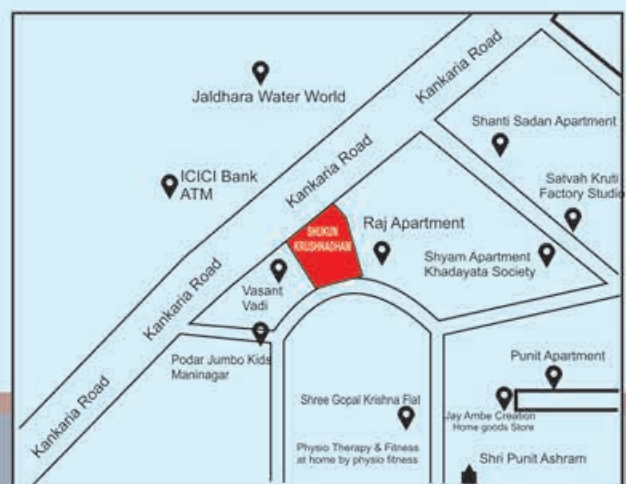 Kankaria Road
Jaldhara Water World
Shanti Sadan Apartment
ICICI Bank
ATM
Kankaria Road
Satvah Kruti
Factory Studio
SHUKUN
KRUSHNADHAM
Raj Apartment
Shyam Apartment
Khadayata Society
Vasant
Vadi
Kankaria Road
Podar Jumbo Kids
Maninagar
Punit Apartment
Kankaria Road
Shree Gopal Krishna Flat
Jay Ambe Creation
Home goods Store
Physio Therapy & Fitness
at home by physio fitness
Shri Punit Ashram